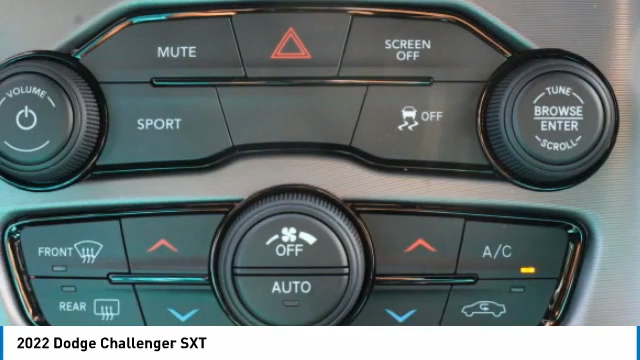 MUTE
SCREEN
OFF
VOLUME
SPORT
OFF
TUNE
BROWSE
ENTER
SCROLL
FRONT
OFF
A/C
REAR
AUTO
2022 Dodge Challenger SXT